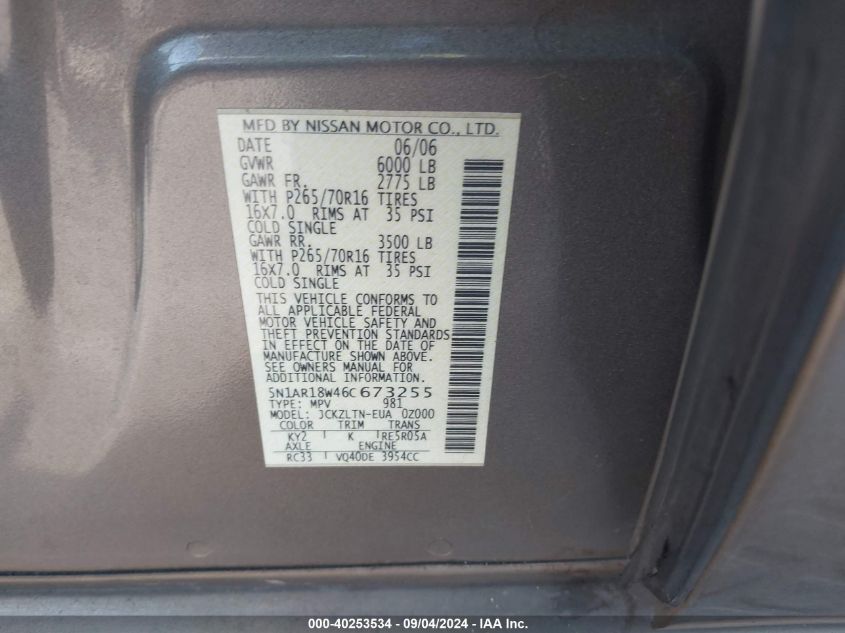 MFD BY NISSAN MOTOR CO., LTD.
DATE 06/06
GVWR 6000 LB
GAWR FR. 2775 LB
WITH P265/70R16 TIRES
16X7.0 RIMS AT 35 PSI
COLD SINGLE
GAWR RR. 3500 LB
WITH P265/70R16 TIRES
16X7.0 RIMS AT 35 PSI
COLD SINGLE
THIS VEHICLE CONFORMS TO
ALL APPLICABLE FEDERAL
MOTOR VEHICLE SAFETY AND
THEFT PREVENTION STANDARDS
IN EFFECT ON THE DATE OF
MANUFACTURE SHOWN ABOVE.
SEE OWNERS MANUAL FOR
ADDITIONAL INFORMATION.
5N1AR18W46C673255
TYPE: MPV 981
MODEL: JCKZLTN-EUA 0Z000
COLOR TRIM TRANS
KY2 K RE5R05A
AXLE ENGINE
RC33 VQ40DE 3954CC
000-40253534 - 09/04/2024 - IAA Inc.